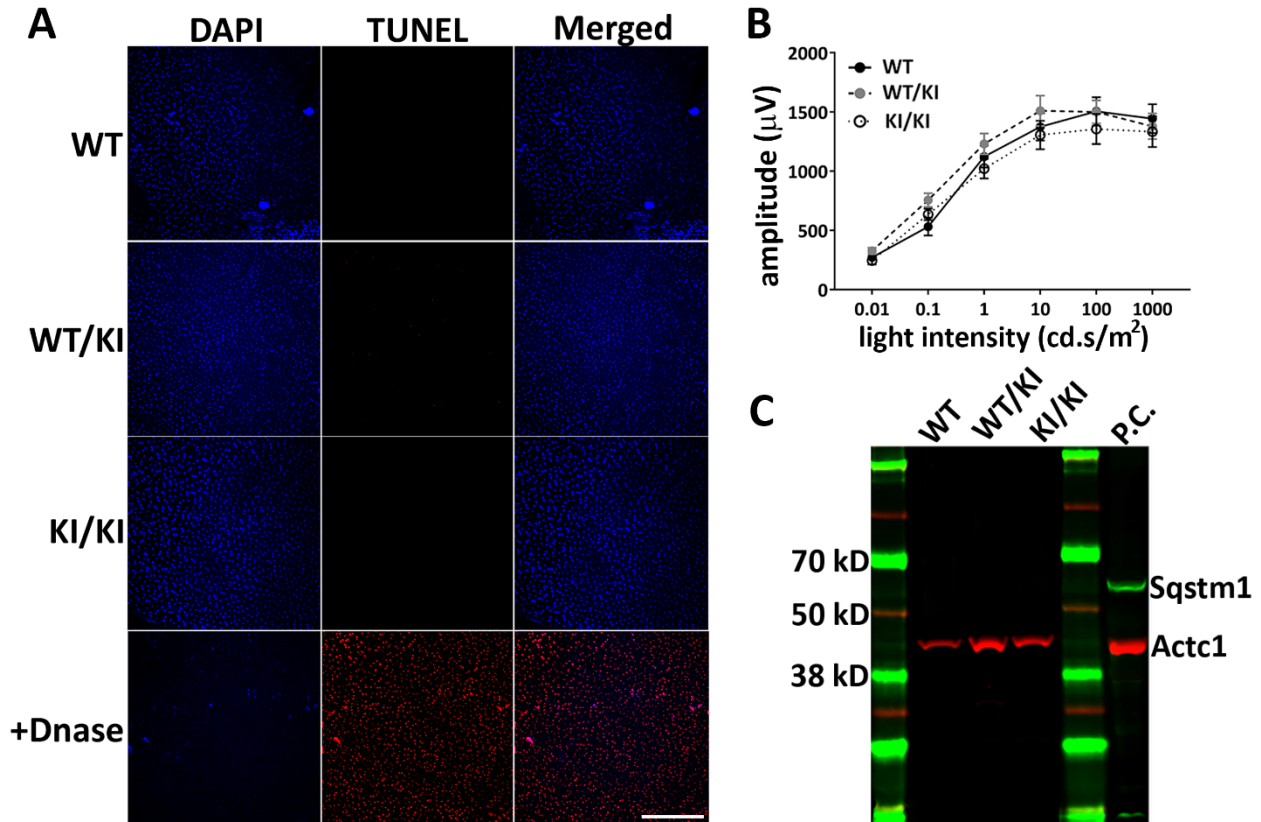 A
DAPI TUNEL Merged
WT
WT/KI
KI/KI
+Dnase
B
2000
1500
1000
500
0
amplitude (μV)
WT
WT/KI
KI/KI
0.01 0.1 1 10 100 1000
light intensity (cd.s/m²)
C
WT WT/KI KI/KI P.C.
70 kD
50 kD
38 kD
Sqstm1
Actc1